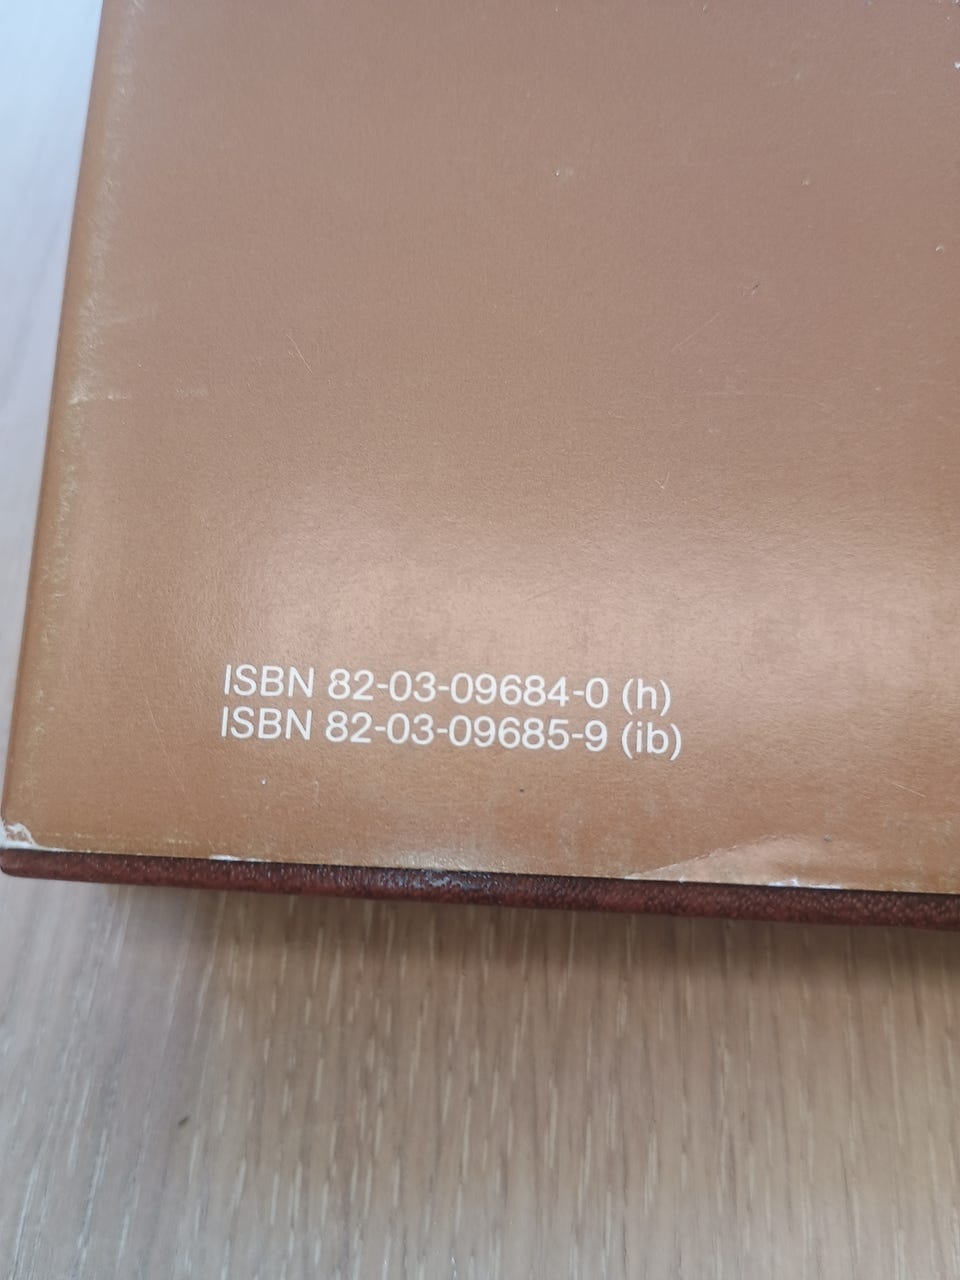 ISBN 82-03-09684-0 (h)
ISBN 82-03-09685-9 (ib)